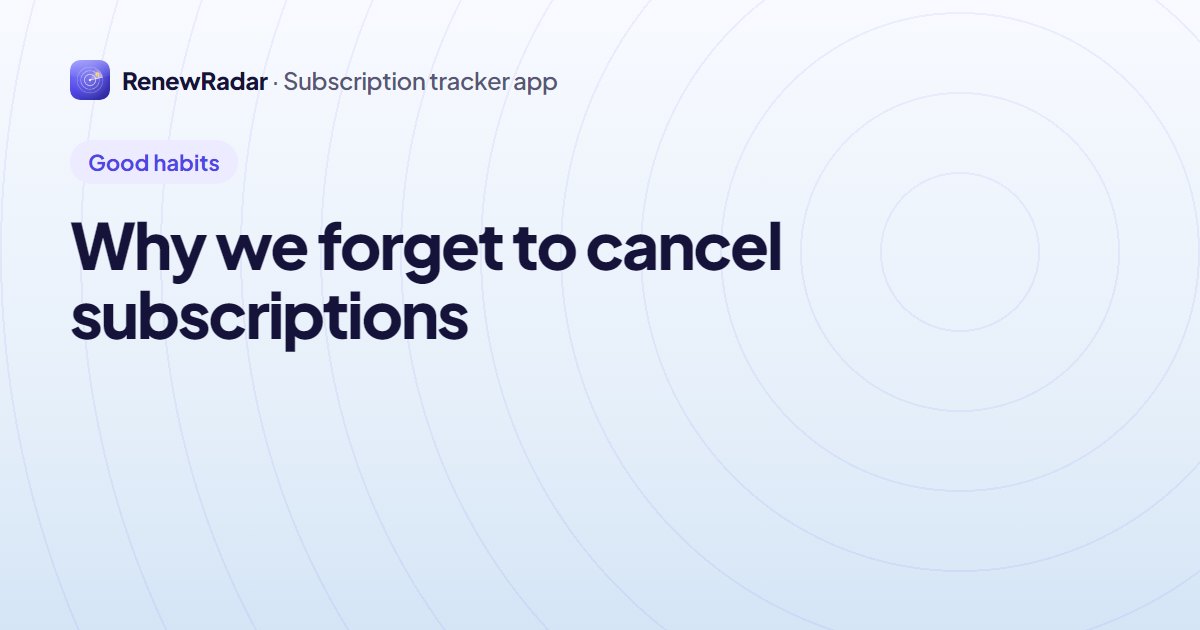 RenewRadar · Subscription tracker app
Good habits
Why we forget to cancel
subscriptions